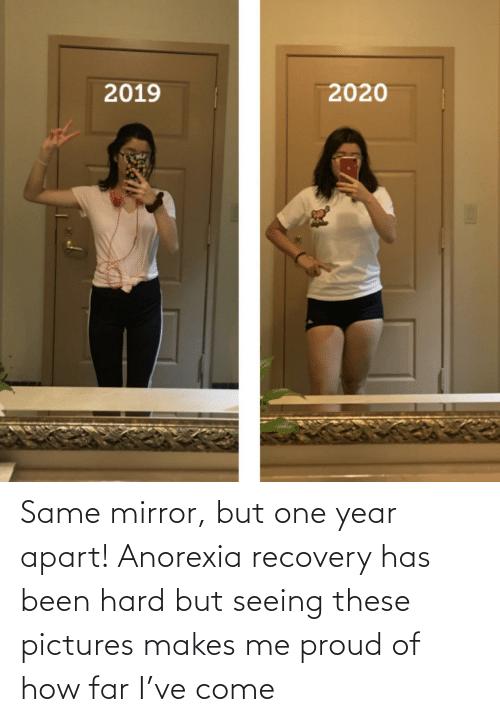 2019
2020
Same mirror, but one year
apart! Anorexia recovery has
been hard but seeing these
pictures makes me proud of
how far I’ve come